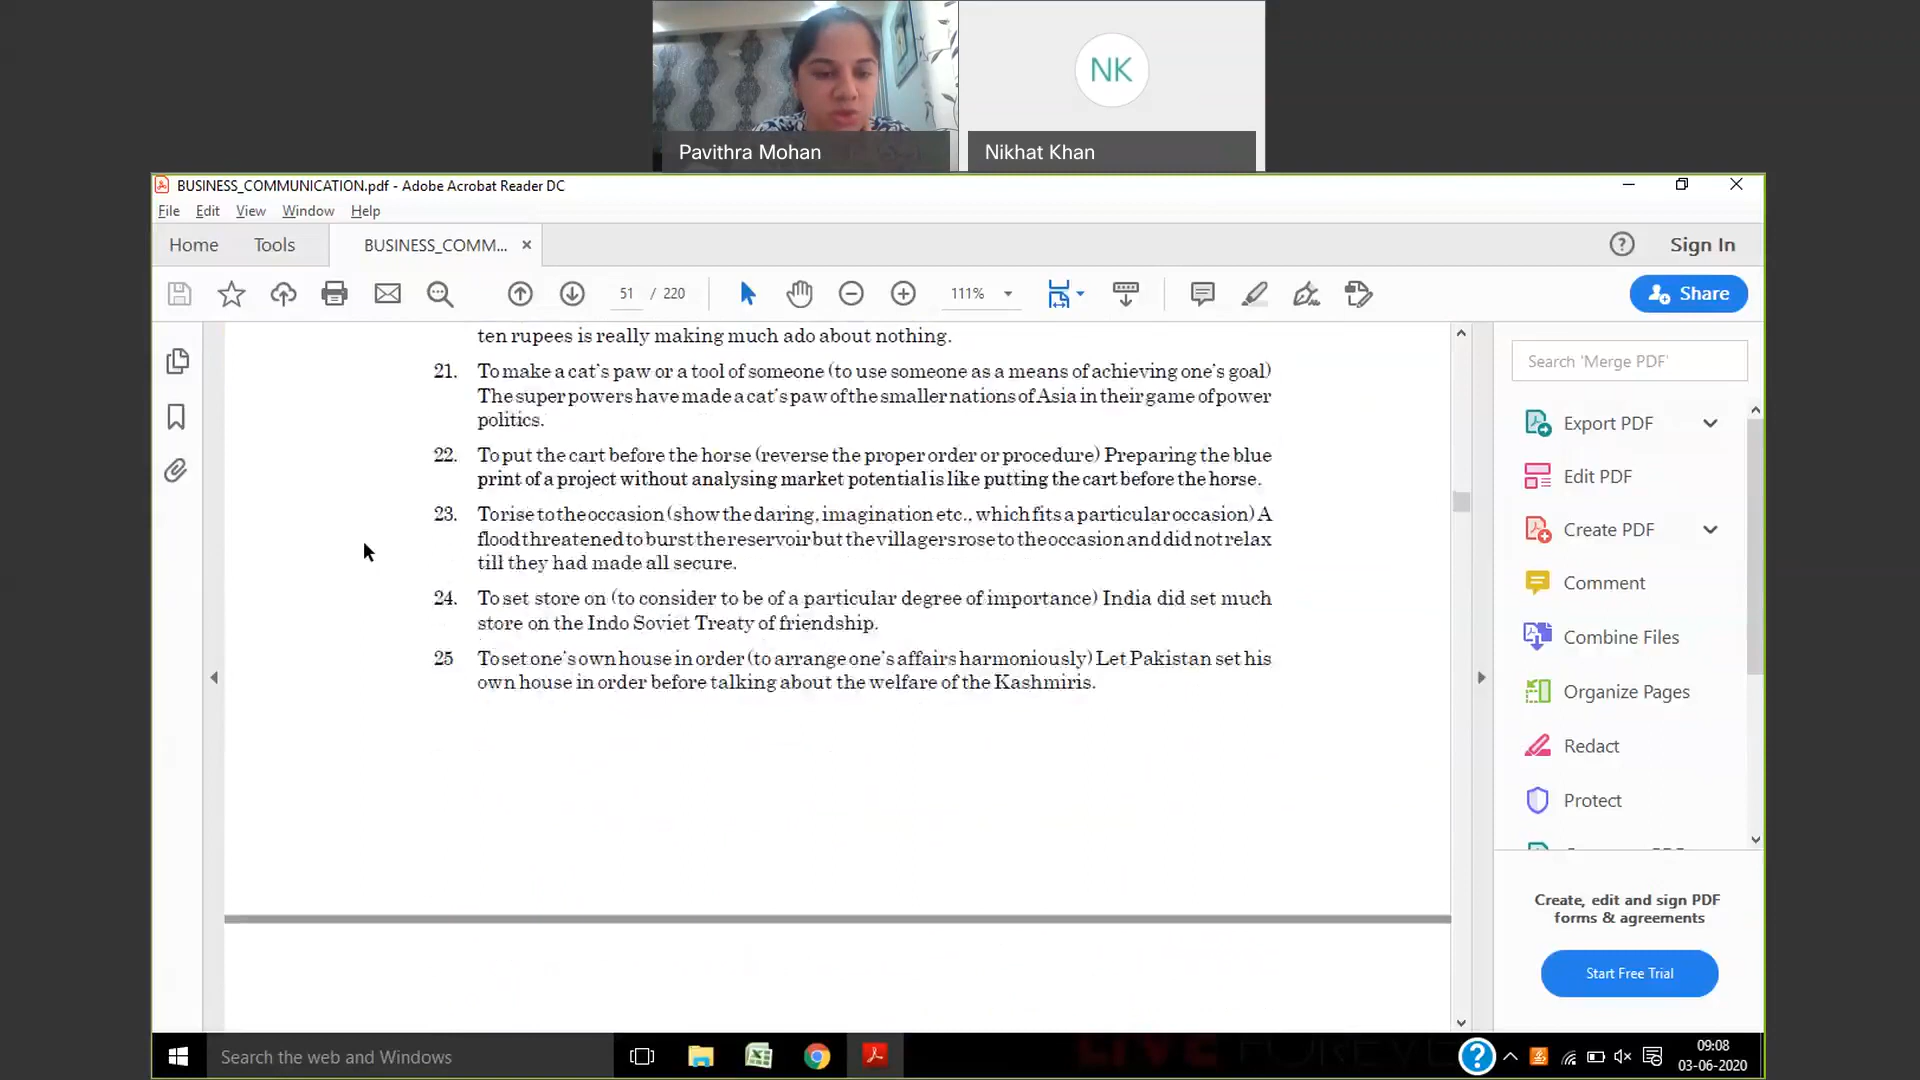 NK
Pavithra Mohan
Nikhat Khan
BUSINESS_COMMUNICATION.pdf - Adobe Acrobat Reader DC
File Edit View Window Help
Home Tools BUSINESS_COMM... × Sign In
51 / 220 111% Share
ten rupees is really making much ado about nothing.
21. To make a cat's paw or a tool of someone (to use someone as a means of achieving one's goal)
The super powers have made a cat's paw of the smaller nations of Asia in their game of power
politics.
22. To put the cart before the horse (reverse the proper order or procedure) Preparing the blue
print of a project without analysing market potential is like putting the cart before the horse.
23. To rise to the occasion (show the daring, imagination etc., which fits a particular occasion) A
flood threatened to burst the reservoir but the villagers rose to the occasion and did not relax
till they had made all secure.
24. To set store on (to consider to be of a particular degree of importance) India did set much
store on the Indo Soviet Treaty of friendship.
25 To set one's own house in order (to arrange one's affairs harmoniously) Let Pakistan set his
own house in order before talking about the welfare of the Kashmiris.
Search 'Merge PDF'
Export PDF
Edit PDF
Create PDF
Comment
Combine Files
Organize Pages
Redact
Protect
Create, edit and sign PDF
forms & agreements
Start Free Trial
Search the web and Windows
LIVE FOREVE
09:08
03-06-2020